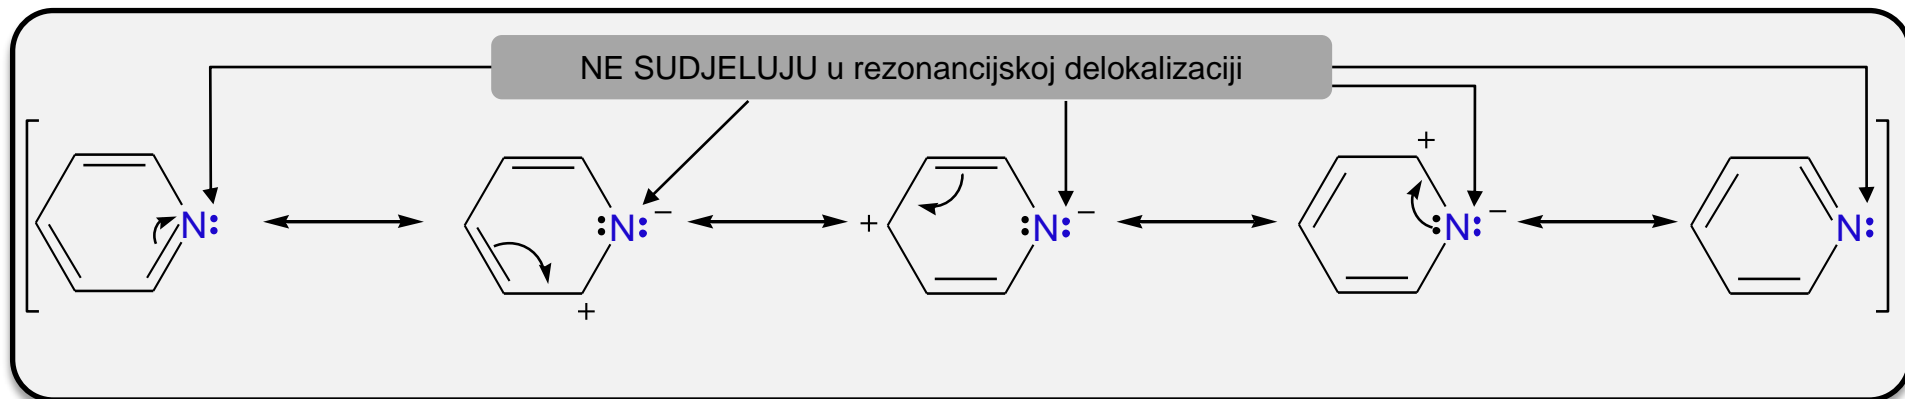 NE SUDJELUJU u rezonancijskoj delokalizaciji
N:
:N: −
+
+ :N: −
+
:N: −
N: